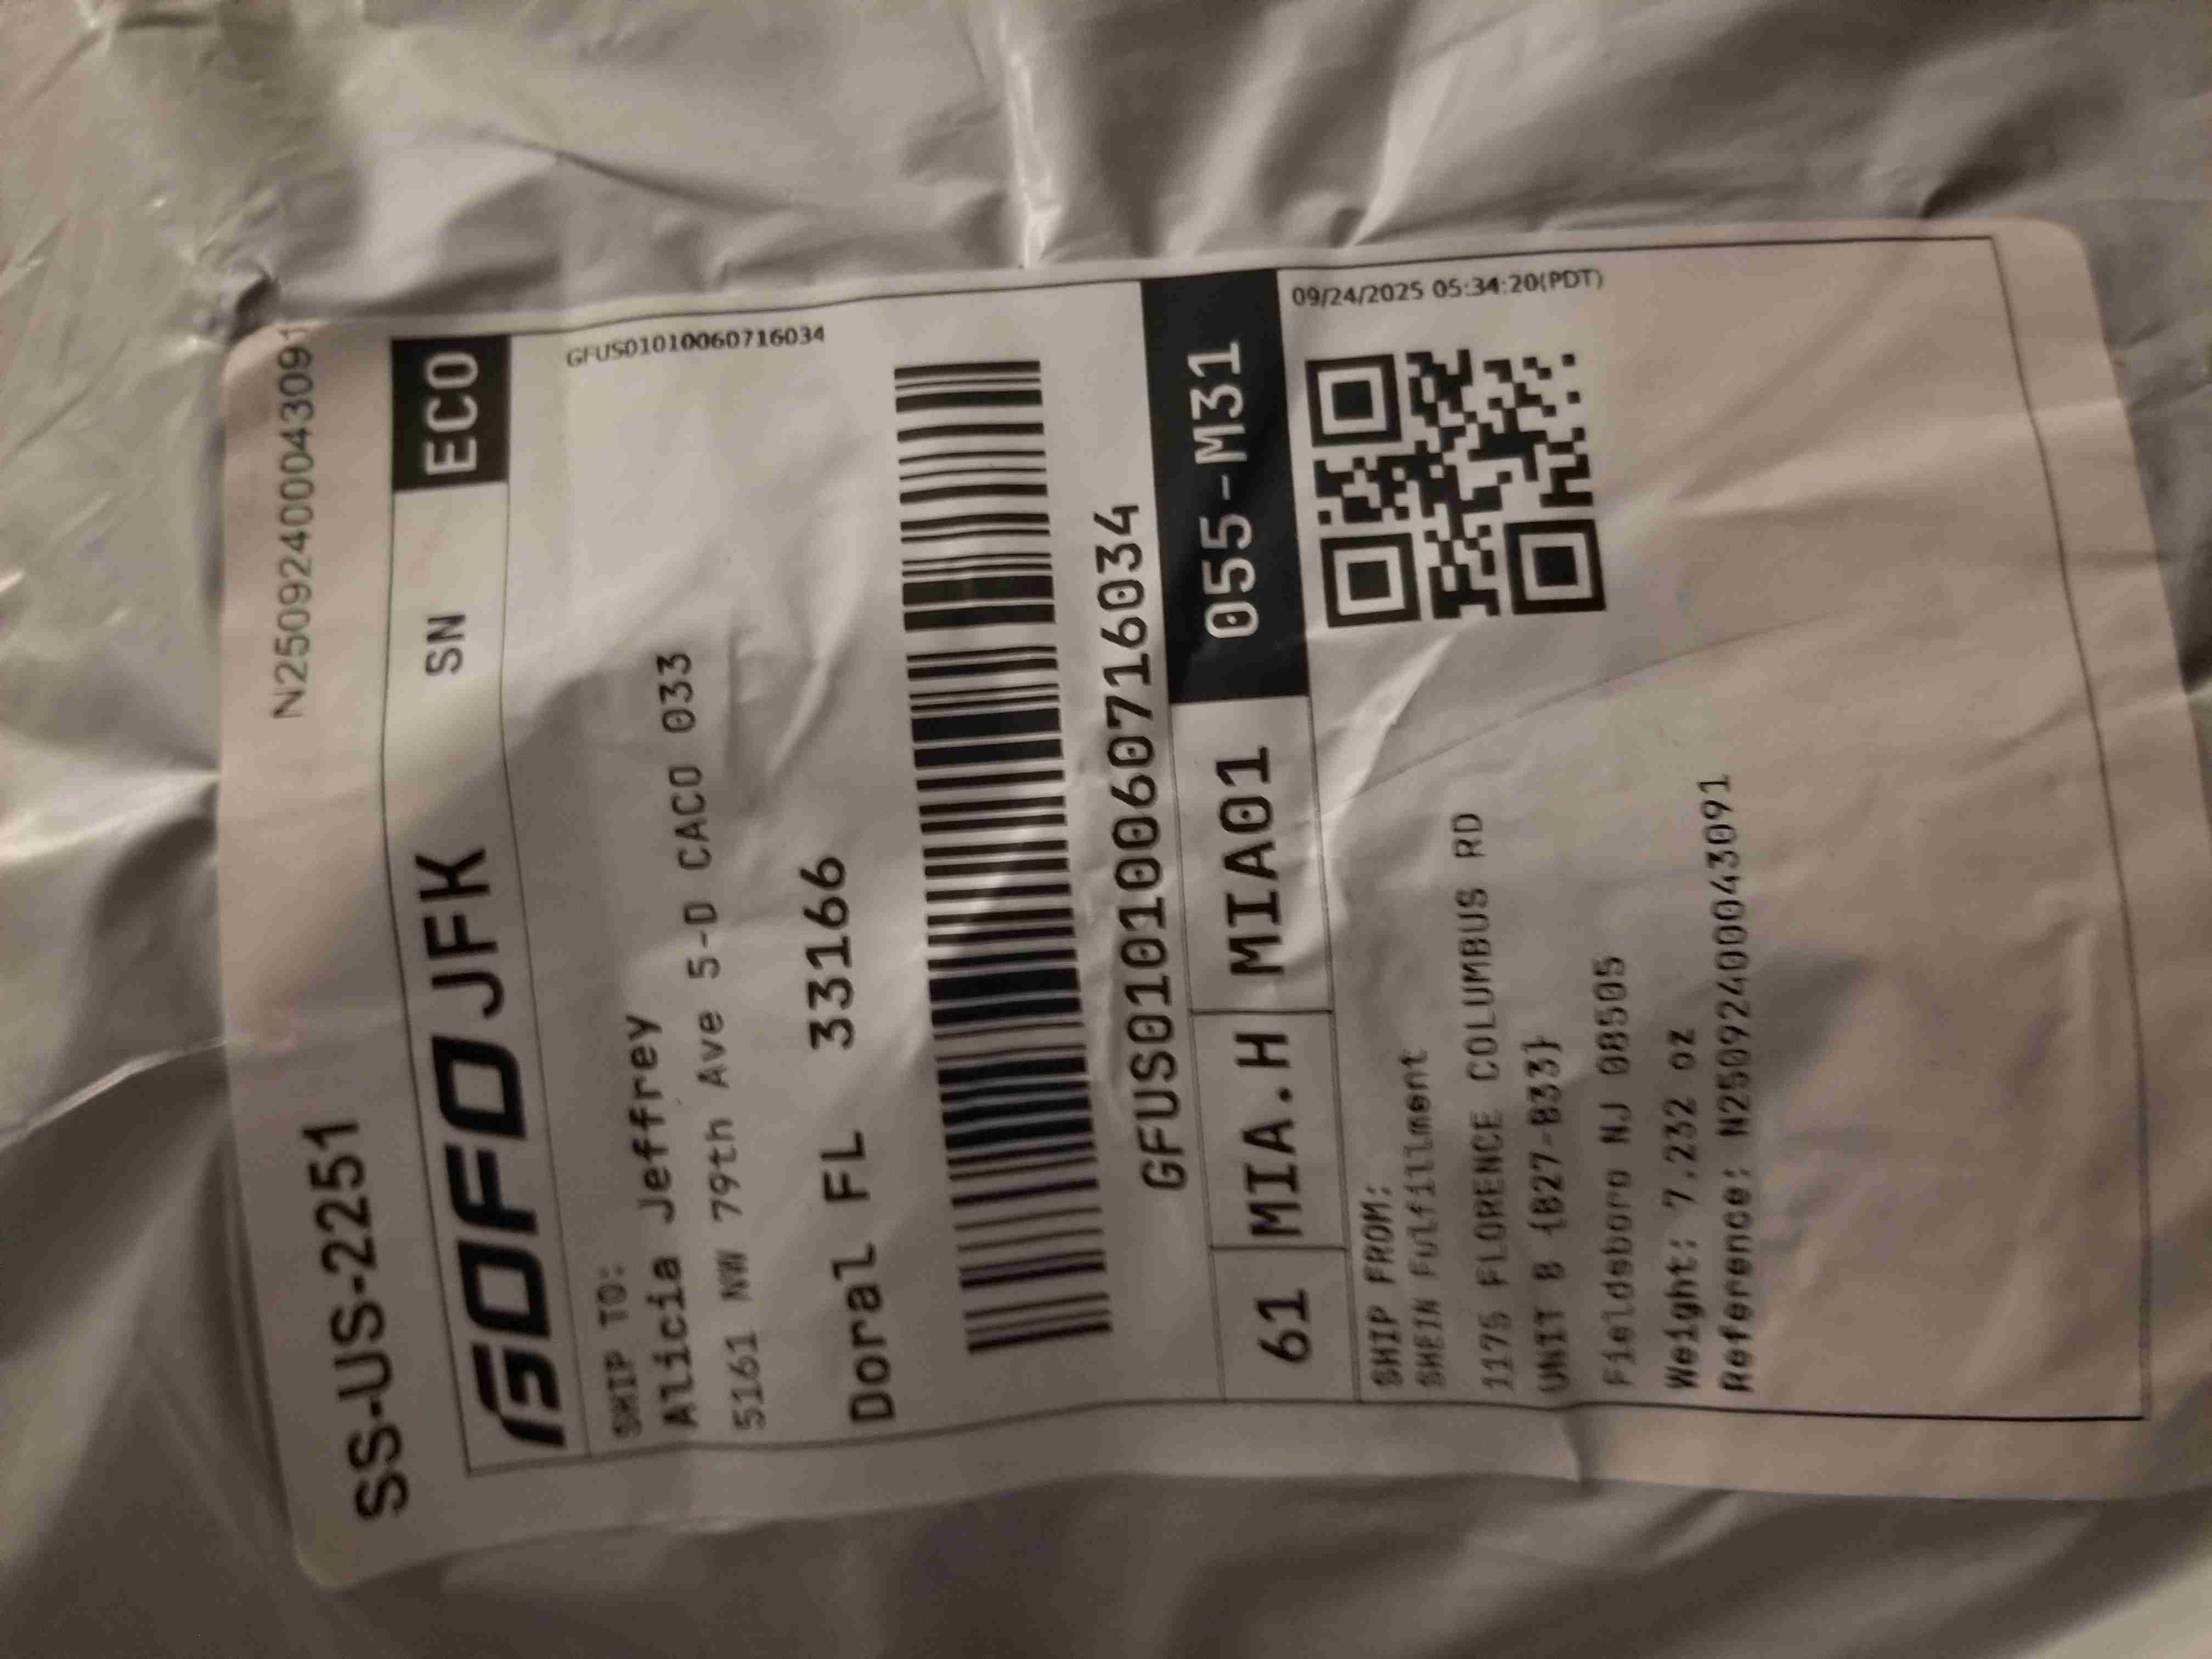 SS-US-2251 N250924000043091
GOFO JFK SN ECO
GFUS01010060716034
SHIP TO:
Alicia Jeffrey
5161 NW 79th Ave 5-D CACO 033
Doral FL 33166
GFUS01010060716034
61 MIA.H MIA01 055-M31
09/24/2025 05:34:20(PDT)
SHIP FROM:
SHEIN Fulfillment
1175 FLORENCE COLUMBUS RD
UNIT B (B27-B33)
Fieldsboro NJ 08505
Weight: 7.232 oz
Reference: N250924000043091